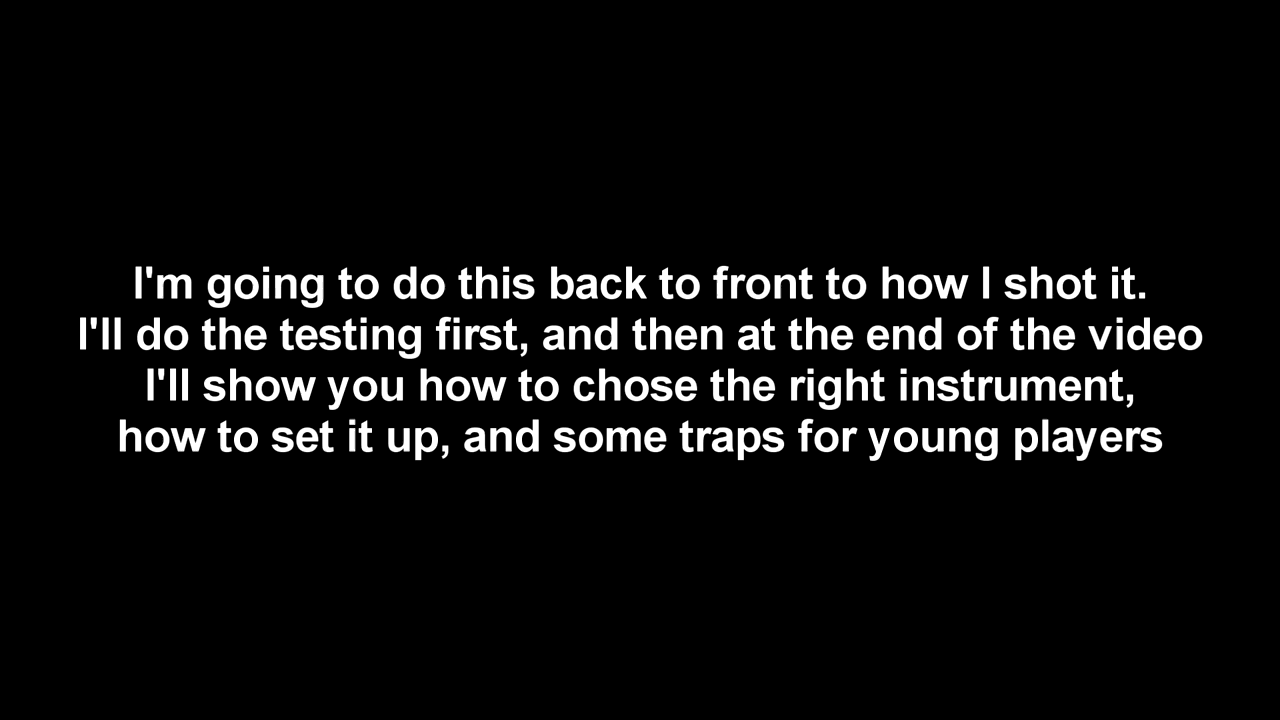 I'm going to do this back to front to how I shot it.
I'll do the testing first, and then at the end of the video
I'll show you how to chose the right instrument,
how to set it up, and some traps for young players